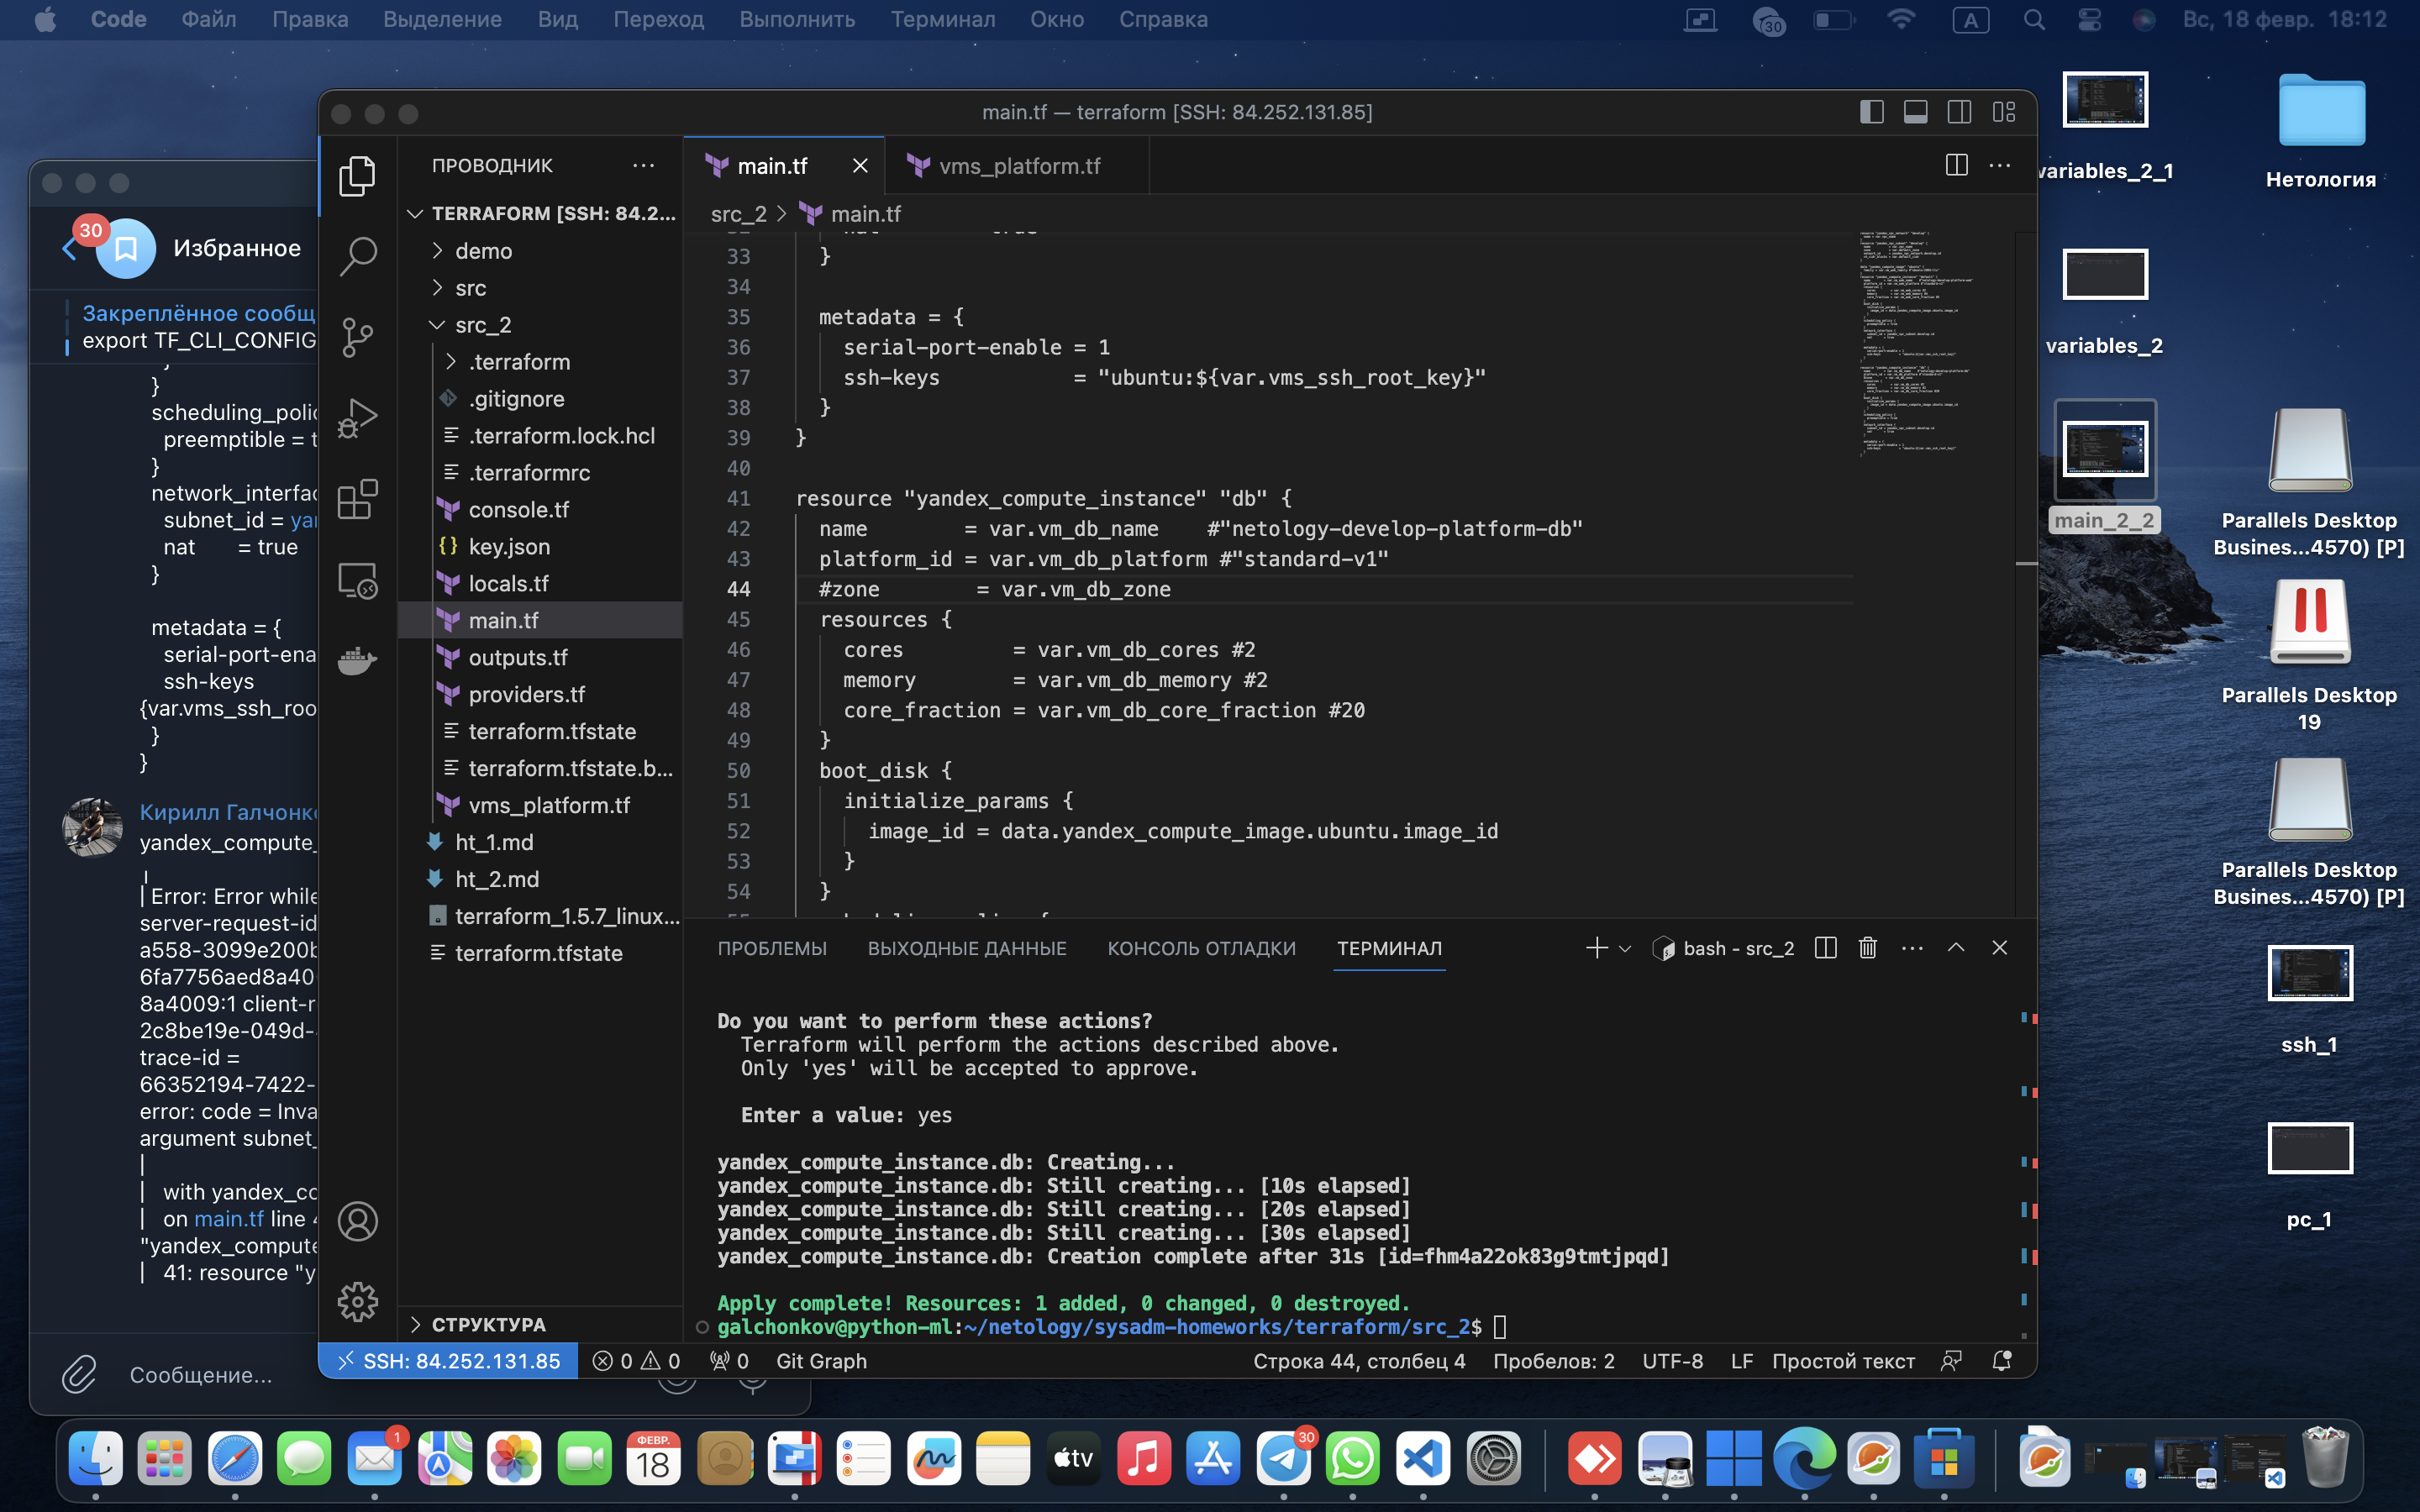 Code Файл Правка Выделение Вид Переход Выполнить Терминал Окно Справка
30 A Вс, 18 февр. 18:12
30 Избранное
Закреплённое сообщ
export TF_CLI_CONFIG
}
scheduling_polic
preemptible = t
}
network_interfac
subnet_id = yan
nat = true
}
metadata = {
serial-port-ena
ssh-keys
{var.vms_ssh_roo
}
}
Кирилл Галчонко
yandex_compute_
| Error: Error while
server-request-id
a558-3099e200b
6fa7756aed8a40
8a4009:1 client-r
2c8be19e-049d-
trace-id =
66352194-7422-
error: code = Inva
argument subnet_
|
| with yandex_co
| on main.tf line 4
"yandex_compute
| 41: resource "y
Сообщение...
main.tf — terraform [SSH: 84.252.131.85]
ПРОВОДНИК
TERRAFORM [SSH: 84.2...
demo
src
src_2
.terraform
.gitignore
.terraform.lock.hcl
.terraformrc
console.tf
key.json
locals.tf
main.tf
outputs.tf
providers.tf
terraform.tfstate
terraform.tfstate.b...
vms_platform.tf
ht_1.md
ht_2.md
terraform_1.5.7_linux...
terraform.tfstate
СТРУКТУРА
main.tf vms_platform.tf
src_2 > main.tf
33 }
34
35 metadata = {
36 serial-port-enable = 1
37 ssh-keys = "ubuntu:${var.vms_ssh_root_key}"
38 }
39 }
40
41 resource "yandex_compute_instance" "db" {
42 name = var.vm_db_name #"netology-develop-platform-db"
43 platform_id = var.vm_db_platform #"standard-v1"
44 #zone = var.vm_db_zone
45 resources {
46 cores = var.vm_db_cores #2
47 memory = var.vm_db_memory #2
48 core_fraction = var.vm_db_core_fraction #20
49 }
50 boot_disk {
51 initialize_params {
52 image_id = data.yandex_compute_image.ubuntu.image_id
53 }
54 }
ПРОБЛЕМЫ ВЫХОДНЫЕ ДАННЫЕ КОНСОЛЬ ОТЛАДКИ ТЕРМИНАЛ bash - src_2
Do you want to perform these actions?
Terraform will perform the actions described above.
Only 'yes' will be accepted to approve.
Enter a value: yes
yandex_compute_instance.db: Creating...
yandex_compute_instance.db: Still creating... [10s elapsed]
yandex_compute_instance.db: Still creating... [20s elapsed]
yandex_compute_instance.db: Still creating... [30s elapsed]
yandex_compute_instance.db: Creation complete after 31s [id=fhm4a22ok83g9tmtjpqd]
Apply complete! Resources: 1 added, 0 changed, 0 destroyed.
galchonkov@python-ml:~/netology/sysadm-homeworks/terraform/src_2$
SSH: 84.252.131.85 0 0 0 Git Graph Строка 44, столбец 4 Пробелов: 2 UTF-8 LF Простой текст
variables_2_1
Нетология
variables_2
main_2_2
Parallels Desktop
Busines...4570) [P]
Parallels Desktop
19
Parallels Desktop
Busines...4570) [P]
ssh_1
pc_1
1
ФЕВР.
18
tv
30